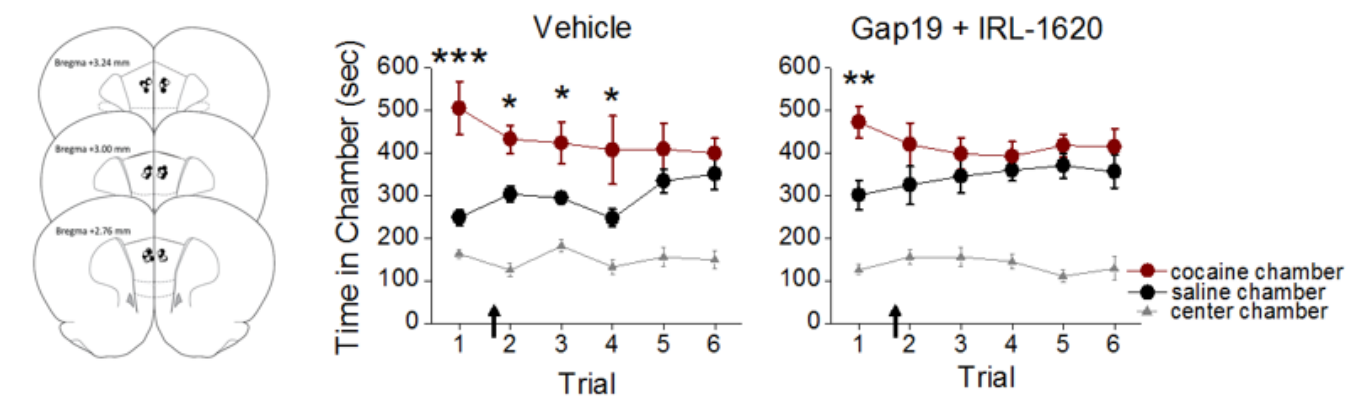 Bregma +3.24 mm
Bregma +3.00 mm
Bregma +2.76 mm
Vehicle
Time in Chamber (sec)
600
500
400
300
200
100
0
***
*
*
*
1 2 3 4 5 6
Trial
Gap19 + IRL-1620
600
500
400
300
200
100
0
**
1 2 3 4 5 6
Trial
cocaine chamber
saline chamber
center chamber